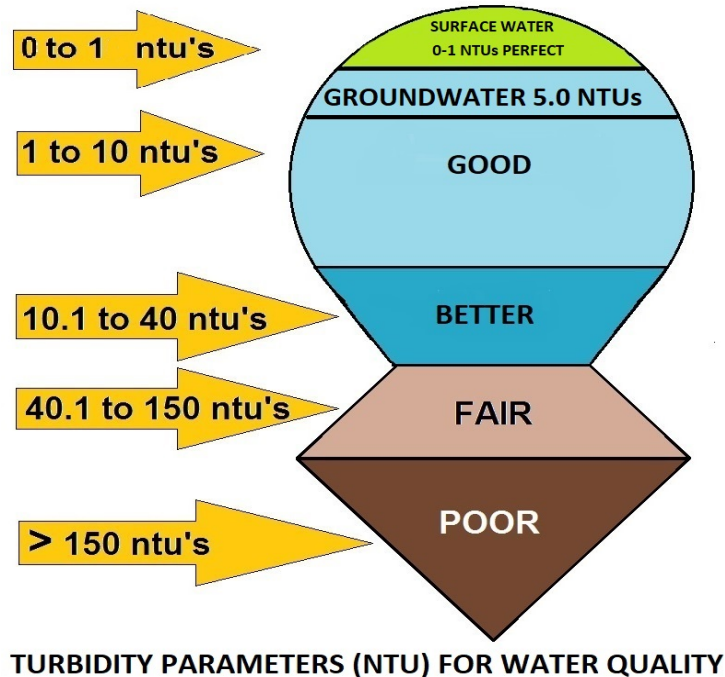 0 to 1 ntu's
SURFACE WATER
0-1 NTUs PERFECT
GROUNDWATER 5.0 NTUs
1 to 10 ntu's
GOOD
10.1 to 40 ntu's
BETTER
40.1 to 150 ntu's
FAIR
> 150 ntu's
POOR
TURBIDITY PARAMETERS (NTU) FOR WATER QUALITY